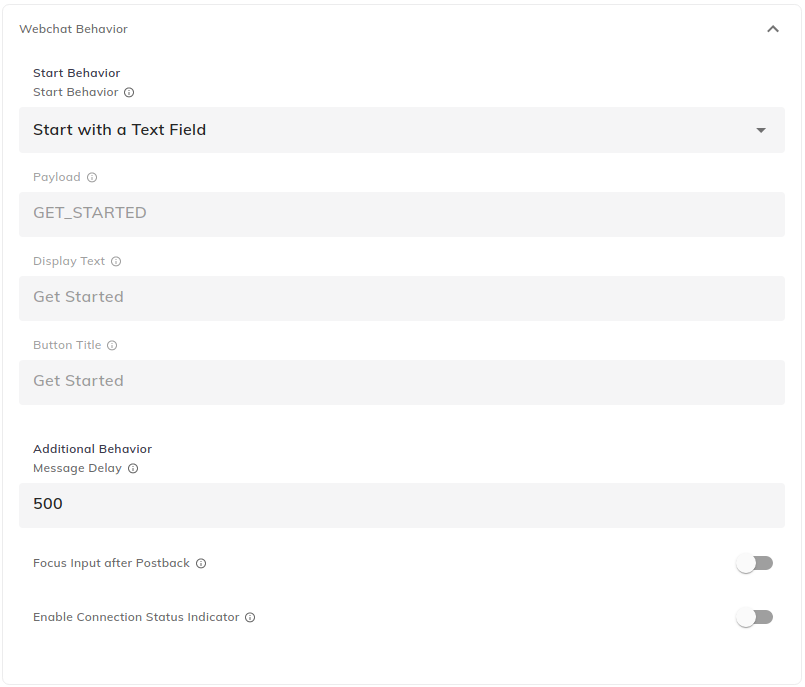 Webchat Behavior
Start Behavior
Start Behavior
Start with a Text Field
Payload
GET_STARTED
Display Text
Get Started
Button Title
Get Started
Additional Behavior
Message Delay
500
Focus Input after Postback
Enable Connection Status Indicator